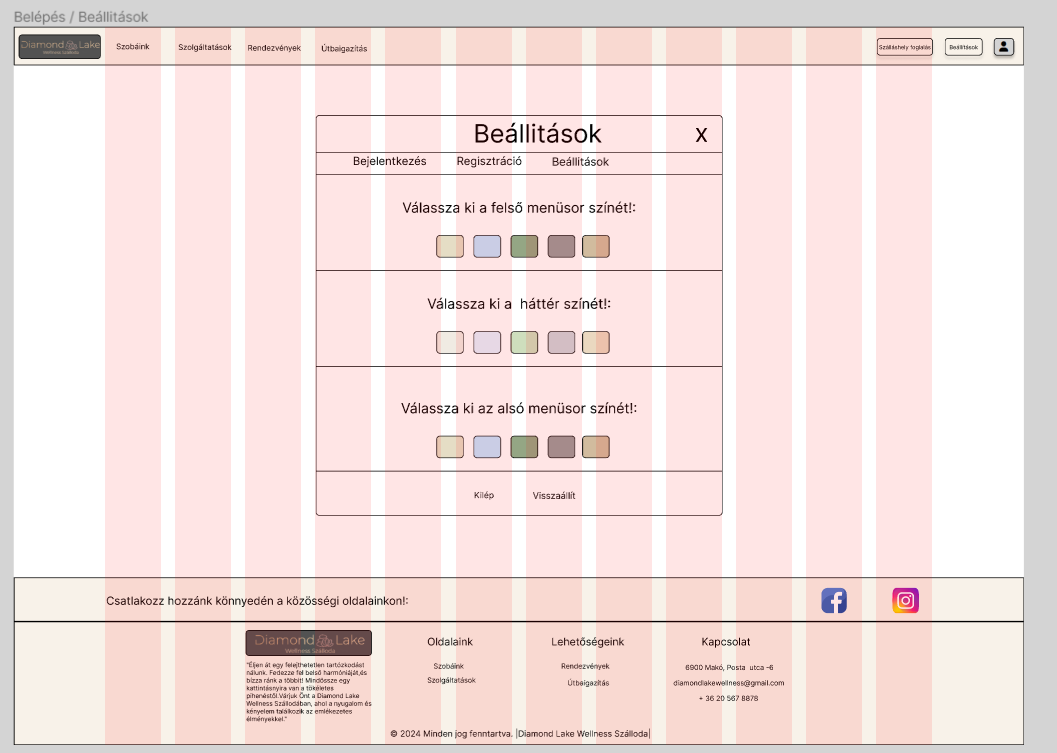 Belépés / Beállitások
Diamond Lake
Wellness Szálloda
Szobáink
Szolgáltatások
Rendezvények
Útbaigazítás
Szálláshely foglalás
Beállítások
Beállitások
x
Bejelentkezés
Regisztráció
Beállitások
Válassza ki a felső menüsor színét!:
Válassza ki a háttér színét!:
Válassza ki az alsó menüsor színét!:
Kilép
Visszaállít
Csatlakozz hozzánk könnyedén a közösségi oldalainkon!:
Diamond Lake
Wellness Szálloda
"Éljen át egy felejthetetlen tartózkodást
nálunk. Fedezze fel belső harmóniáját,és
bízza ránk a többit! Mindössze egy
kattintásnyira van a tökéletes
pihenéstől.Várjuk Önt a Diamond Lake
Wellness Szállodában, ahol a nyugalom és
kényelem találkozik az emlékezetes
élményekkel."
Oldalaink
Szobáink
Szolgáltatások
Lehetőségeink
Rendezvények
Útbaigazítás
Kapcsolat
6900 Makó, Posta utca -6
diamondlakewellness@gmail.com
+ 36 20 567 8878
© 2024 Minden jog fenntartva. |Diamond Lake Wellness Szálloda|